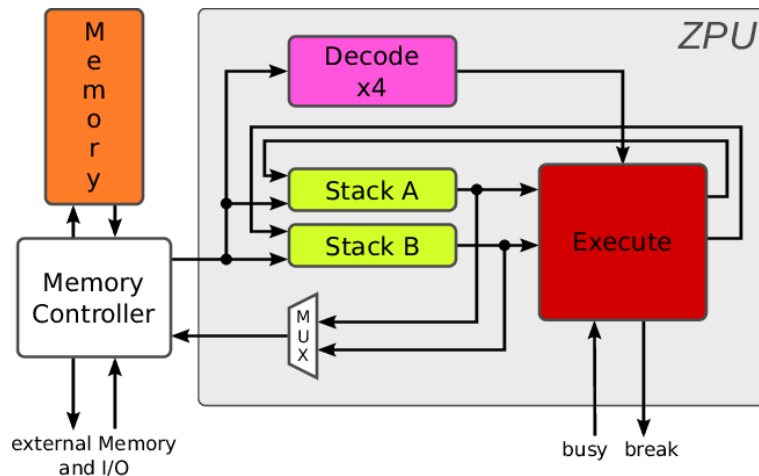 Memory
ZPU
Decode
x4
Stack A
Stack B
Execute
Memory
Controller
MUX
external Memory
and I/O
busy
break